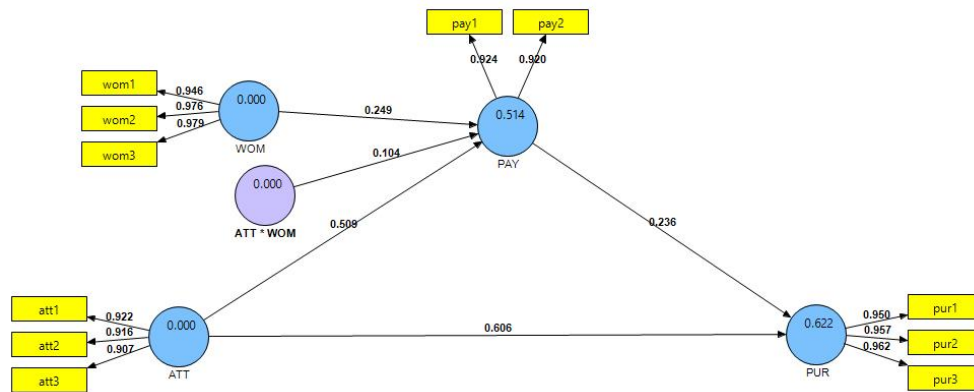 pay1 pay2
0.924 0.920
wom1 0.946
wom2 0.976
wom3 0.979
0.000
WOM
0.249
0.514
PAY
0.104
0.000
ATT * WOM
0.509
0.236
att1 0.922
att2 0.916
att3 0.907
0.000
ATT
0.606
0.622
PUR
0.950 pur1
0.957 pur2
0.962 pur3